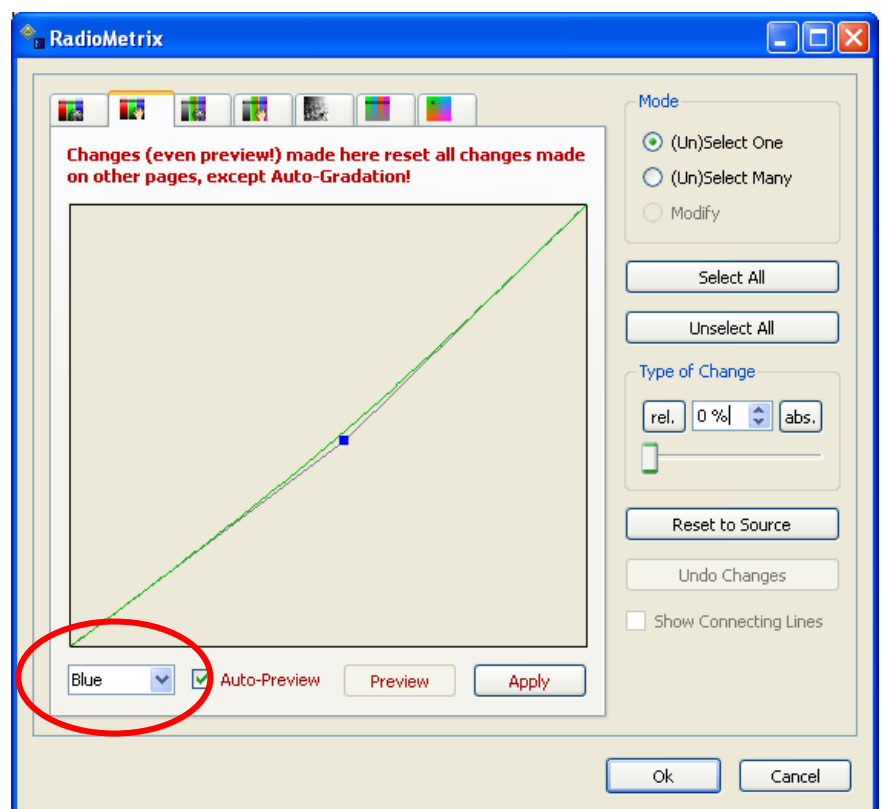 RadioMetrix
Changes (even preview!) made here reset all changes made
on other pages, except Auto-Gradation!
Blue
Auto-Preview
Preview
Apply
Mode
(Un)Select One
(Un)Select Many
Modify
Select All
Unselect All
Type of Change
rel.
0 %
abs.
Reset to Source
Undo Changes
Show Connecting Lines
Ok
Cancel